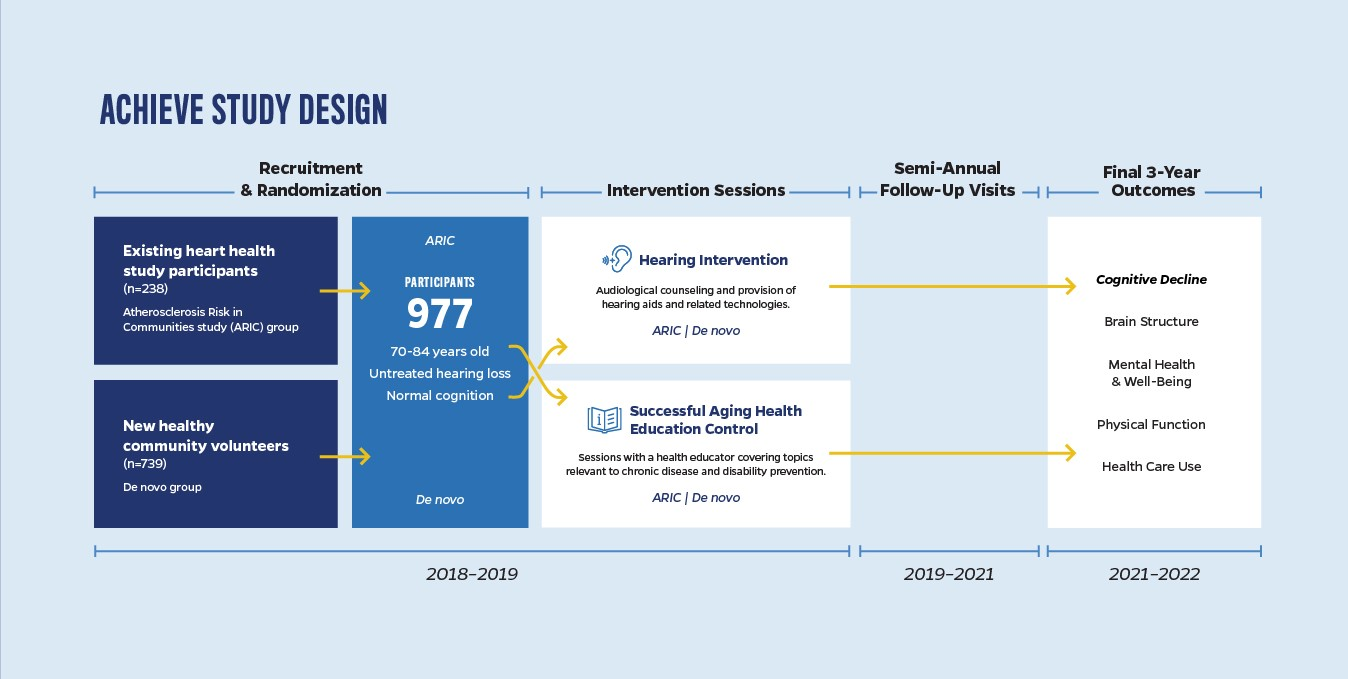 ACHIEVE STUDY DESIGN
Recruitment
& Randomization
Intervention Sessions
Semi-Annual
Follow-Up Visits
Final 3-Year
Outcomes
Existing heart health
study participants
(n=238)
Atherosclerosis Risk in
Communities study (ARIC) group
New healthy
community volunteers
(n=739)
De novo group
ARIC
PARTICIPANTS
977
70-84 years old
Untreated hearing loss
Normal cognition
De novo
Hearing Intervention
Audiological counseling and provision of
hearing aids and related technologies.
ARIC | De novo
i
Successful Aging Health
Education Control
Sessions with a health educator covering topics
relevant to chronic disease and disability prevention.
ARIC | De novo
Cognitive Decline
Brain Structure
Mental Health
& Well-Being
Physical Function
Health Care Use
2018–2019
2019–2021
2021–2022